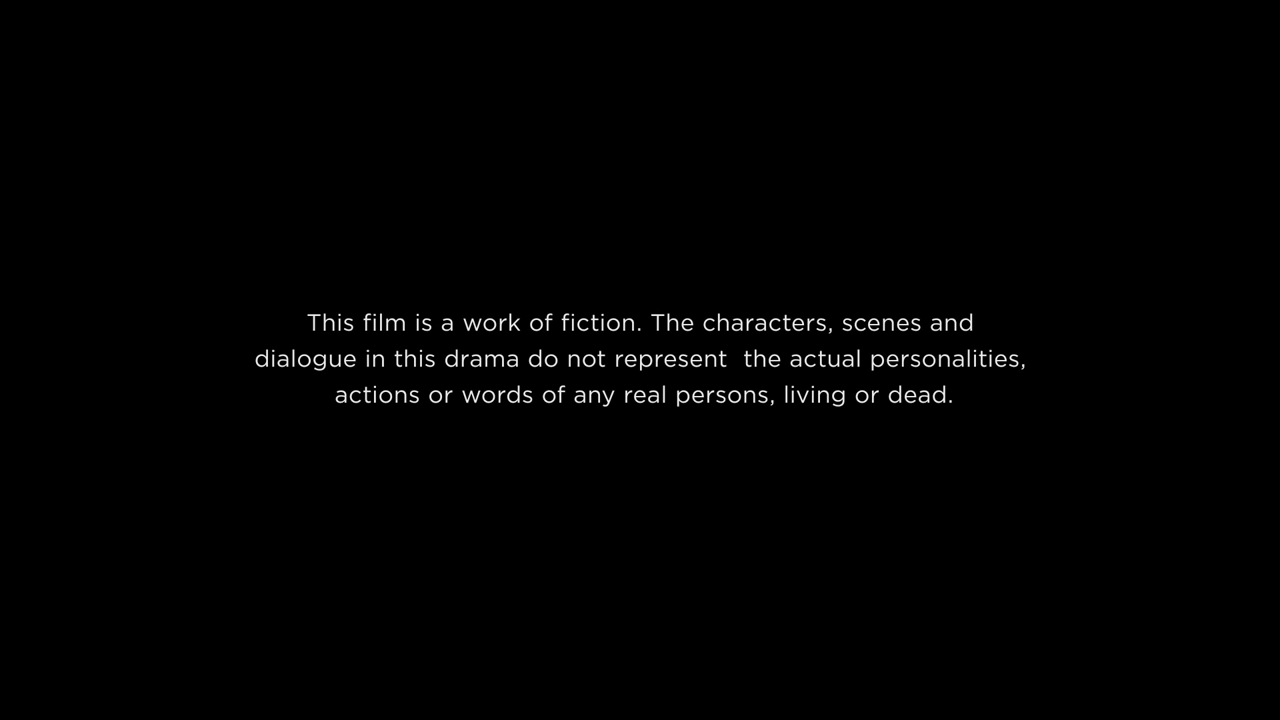 This film is a work of fiction. The characters, scenes and
dialogue in this drama do not represent  the actual personalities,
actions or words of any real persons, living or dead.